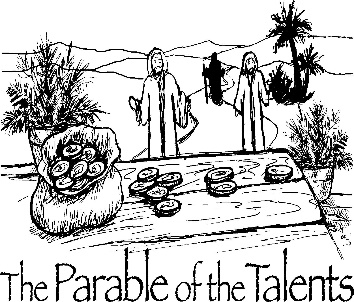 The Parable of the Talents